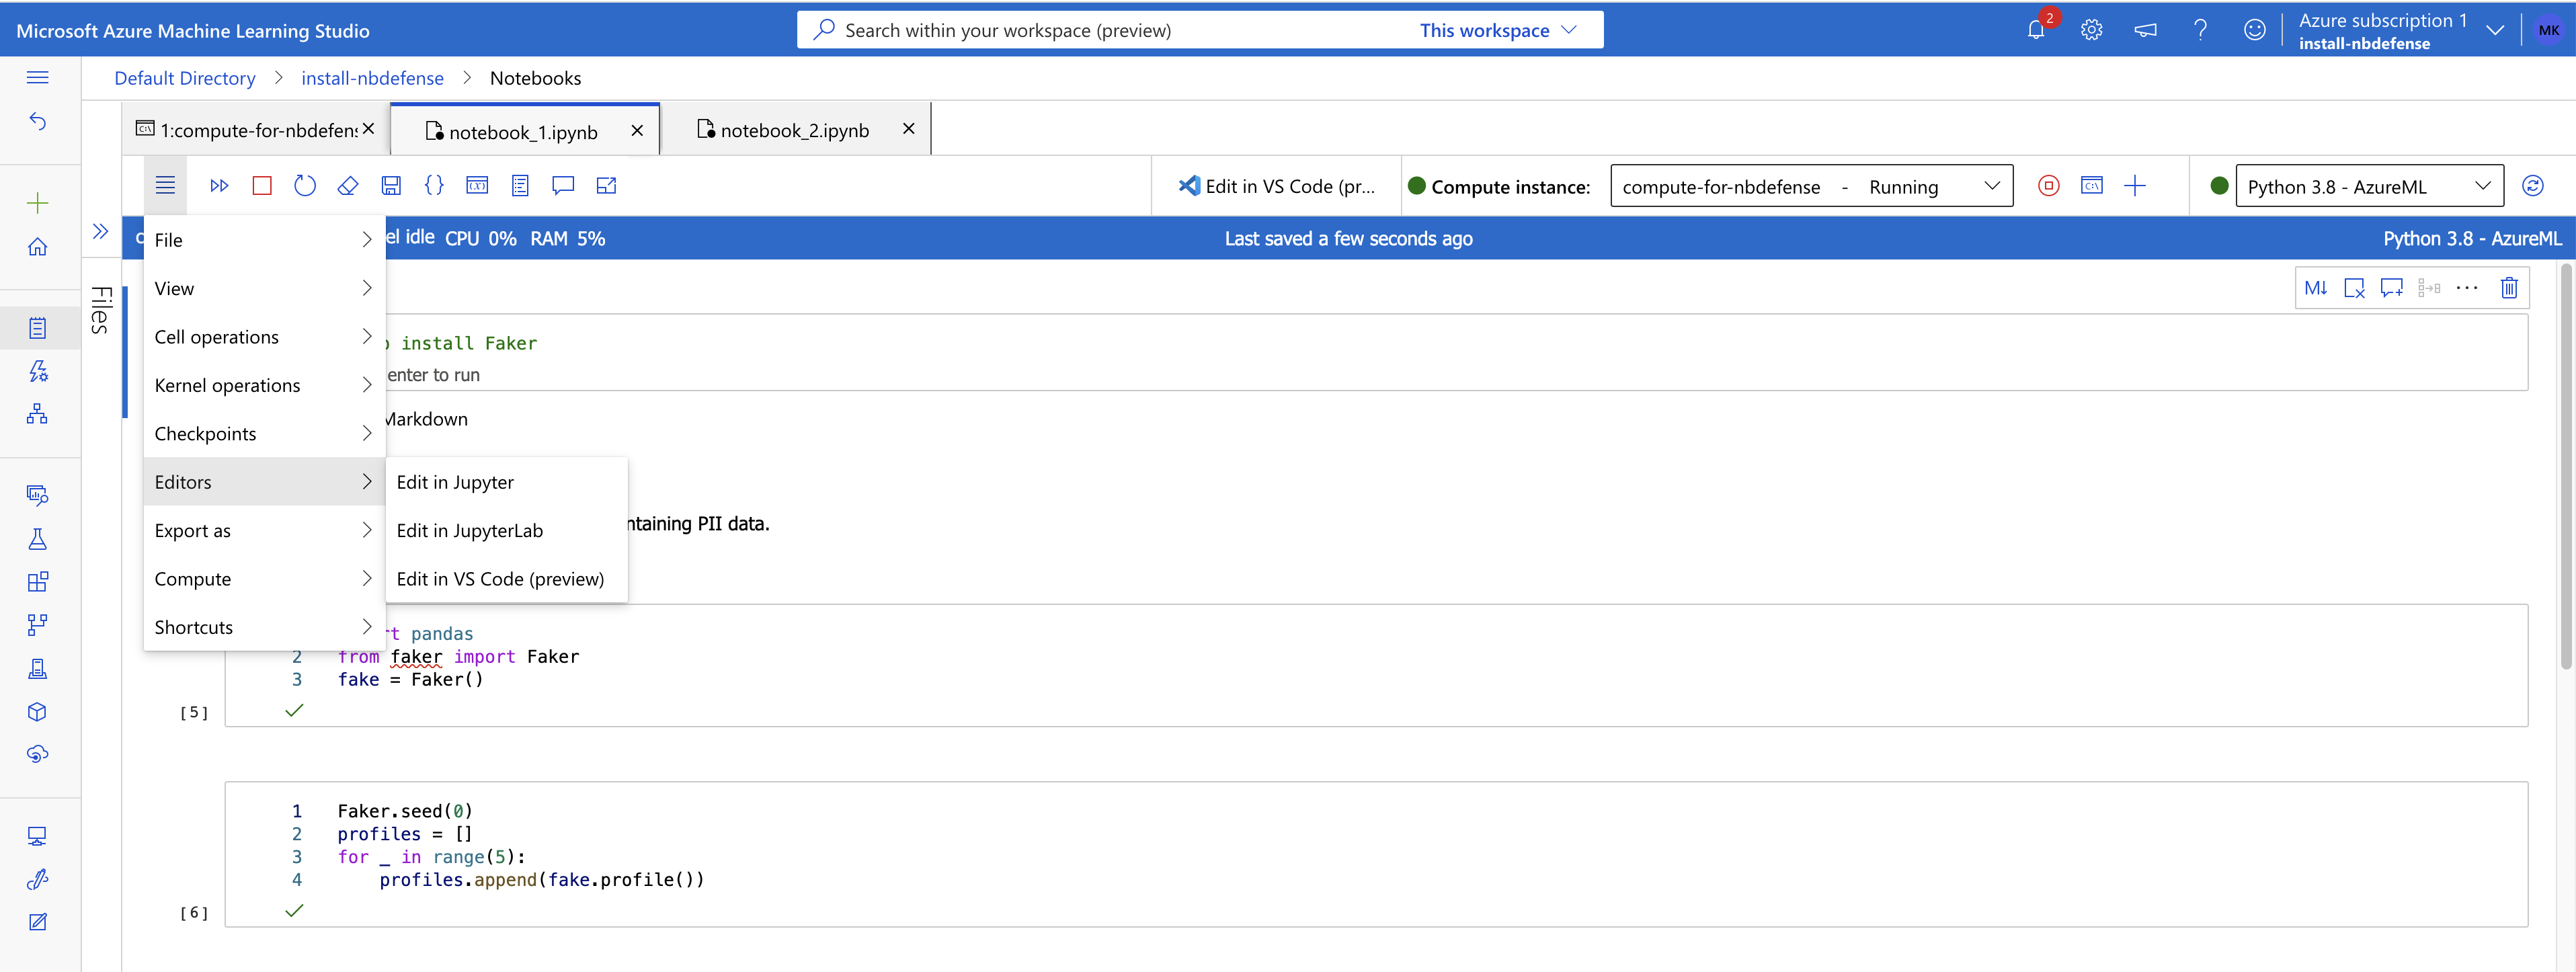 Microsoft Azure Machine Learning Studio
Search within your workspace (preview)
This workspace
2
Azure subscription 1
install-nbdefense
MK
Default Directory > install-nbdefense > Notebooks
1:compute-for-nbdefens
notebook_1.ipynb
notebook_2.ipynb
Edit in VS Code (pr...
Compute instance:
compute-for-nbdefense - Running
Python 3.8 - AzureML
el idle CPU 0% RAM 5%
Last saved a few seconds ago
Python 3.8 - AzureML
Files
File
View
Cell operations
Kernel operations
Checkpoints
Editors
Export as
Compute
Shortcuts
Edit in Jupyter
Edit in JupyterLab
Edit in VS Code (preview)
M↓
install Faker
enter to run
Markdown
ntaining PII data.
rt pandas
2 from faker import Faker
3 fake = Faker()
[5]
1 Faker.seed(0)
2 profiles = []
3 for _ in range(5):
4 profiles.append(fake.profile())
[6]